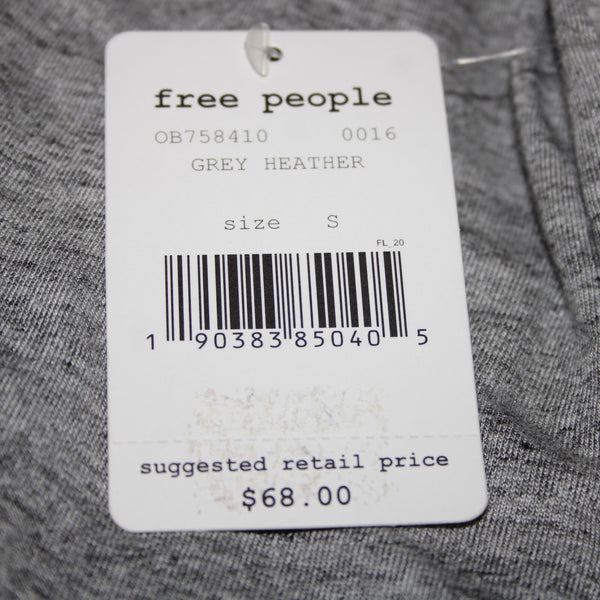 free people
OB758410 0016
GREY HEATHER
size S
FL_20
1 90383 85040 5
suggested retail price
$68.00